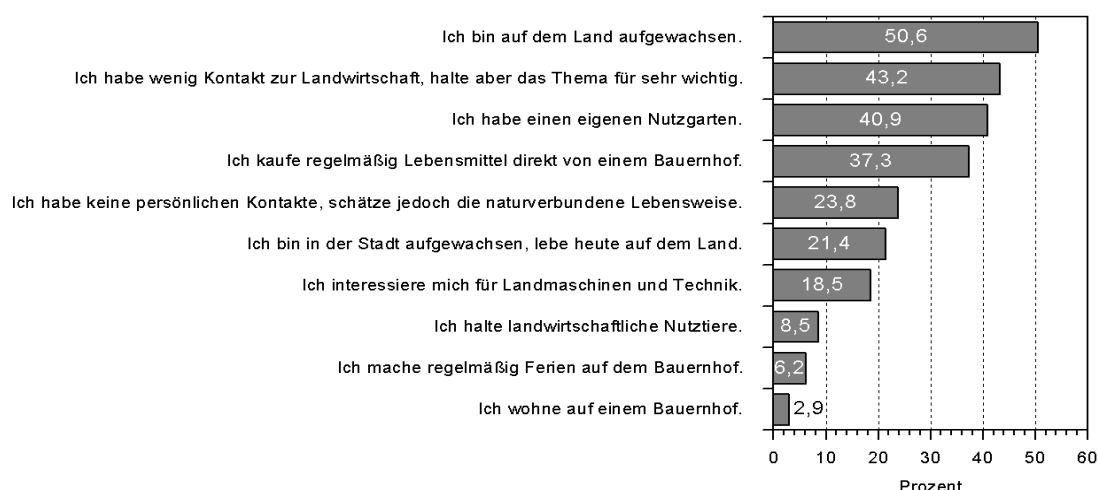 Ich bin auf dem Land aufgewachsen. 50,6
Ich habe wenig Kontakt zur Landwirtschaft, halte aber das Thema für sehr wichtig. 43,2
Ich habe einen eigenen Nutzgarten. 40,9
Ich kaufe regelmäßig Lebensmittel direkt von einem Bauernhof. 37,3
Ich habe keine persönlichen Kontakte, schätze jedoch die naturverbundene Lebensweise. 23,8
Ich bin in der Stadt aufgewachsen, lebe heute auf dem Land. 21,4
Ich interessiere mich für Landmaschinen und Technik. 18,5
Ich halte landwirtschaftliche Nutztiere. 8,5
Ich mache regelmäßig Ferien auf dem Bauernhof. 6,2
Ich wohne auf einem Bauernhof. 2,9
0 10 20 30 40 50 60
Prozent